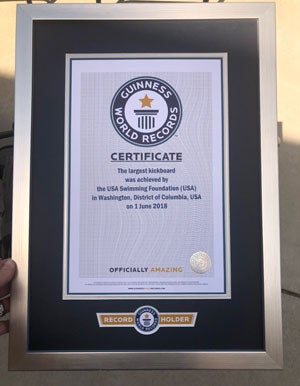 GUINNESS
WORLD RECORDS
CERTIFICATE
The largest kickboard
was achieved by
the USA Swimming Foundation (USA)
in Washington, District of Columbia, USA
on 1 June 2018
OFFICIALLY AMAZING
RECORD HOLDER